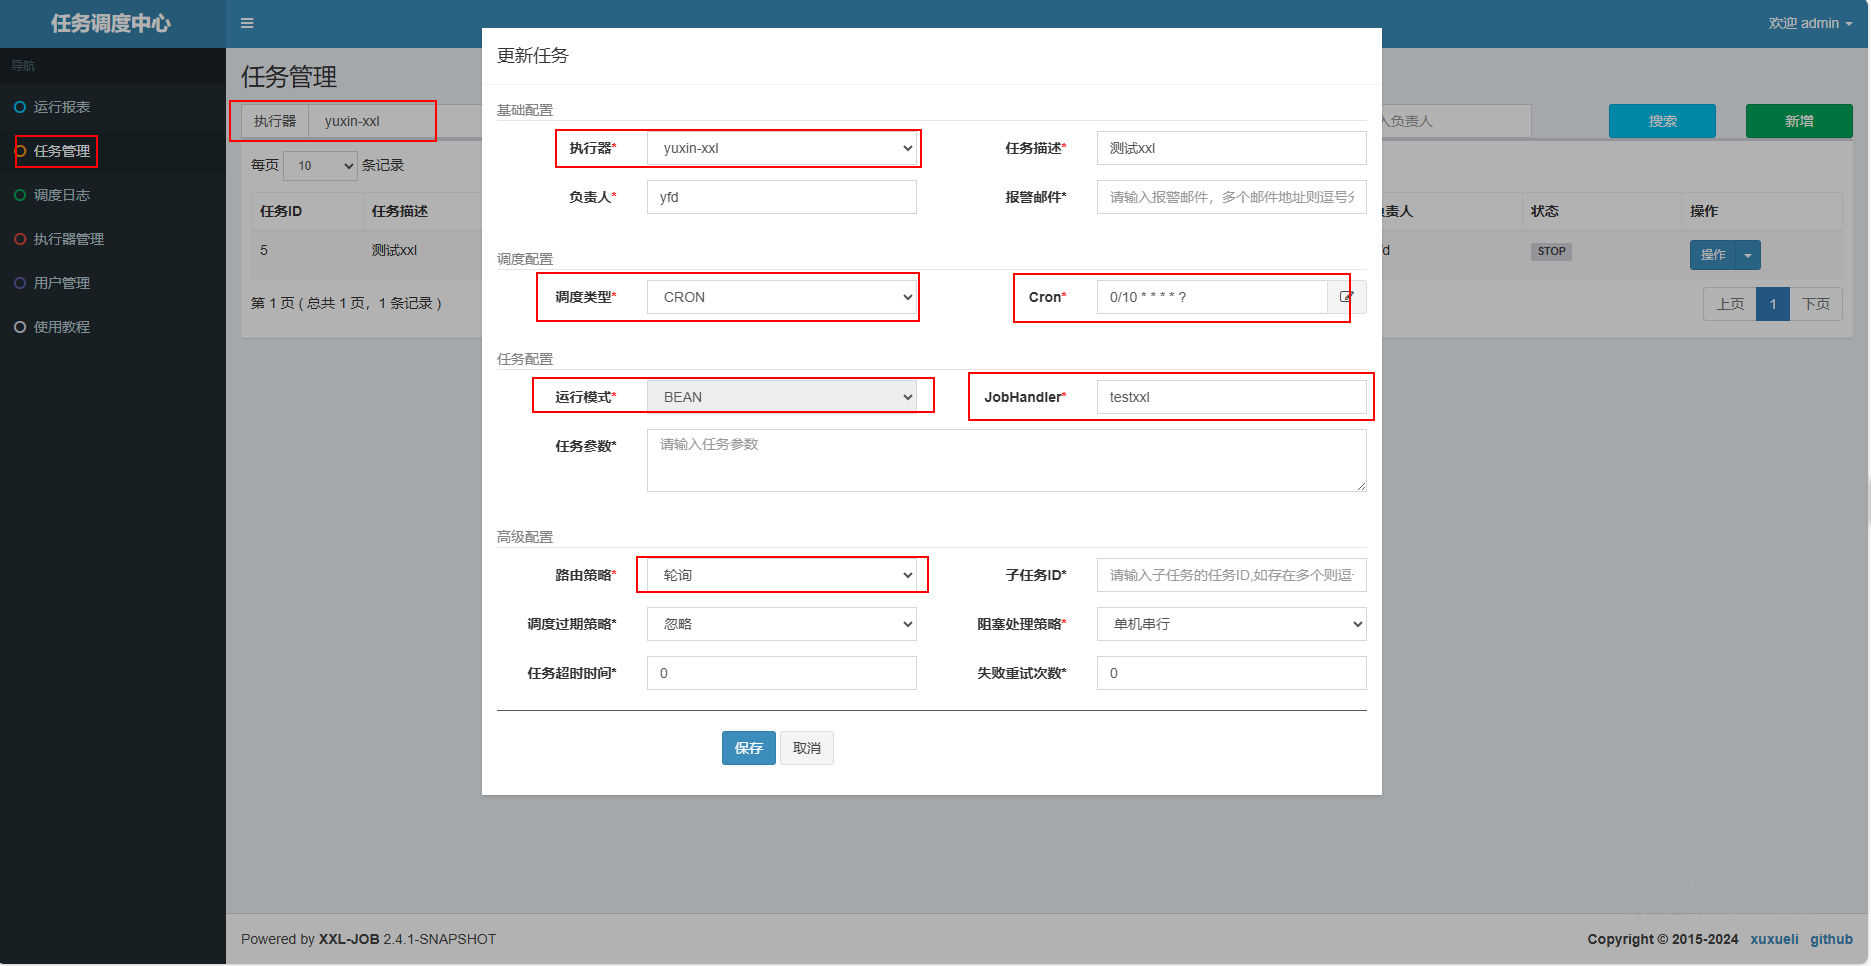 任务调度中心
欢迎 admin
导航
运行报表
任务管理
调度日志
执行器管理
用户管理
使用教程
任务管理
执行器 yuxin-xxl
负责人
搜索
新增
每页 10 条记录
任务ID 任务描述 责人 状态 操作
5 测试xxl STOP 操作
第 1 页 ( 总共 1 页，1 条记录 )
上页 1 下页
更新任务
基础配置
执行器* yuxin-xxl 任务描述* 测试xxl
负责人* yfd 报警邮件* 请输入报警邮件，多个邮件地址则逗号分
调度配置
调度类型* CRON Cron* 0/10 * * * * ?
任务配置
运行模式* BEAN JobHandler* testxxl
任务参数* 请输入任务参数
高级配置
路由策略* 轮询 子任务ID* 请输入子任务的任务ID,如存在多个则逗
调度过期策略* 忽略 阻塞处理策略* 单机串行
任务超时时间* 0 失败重试次数* 0
保存 取消
Powered by XXL-JOB 2.4.1-SNAPSHOT
Copyright © 2015-2024 xuxueli github